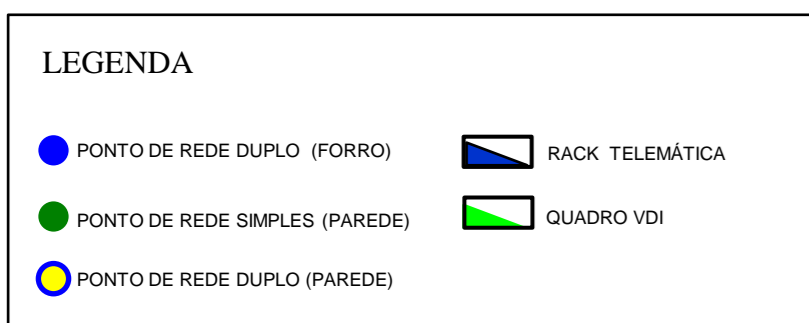 LEGENDA
PONTO DE REDE DUPLO (FORRO)
PONTO DE REDE SIMPLES (PAREDE)
PONTO DE REDE DUPLO (PAREDE)
RACK TELEMÁTICA
QUADRO VDI